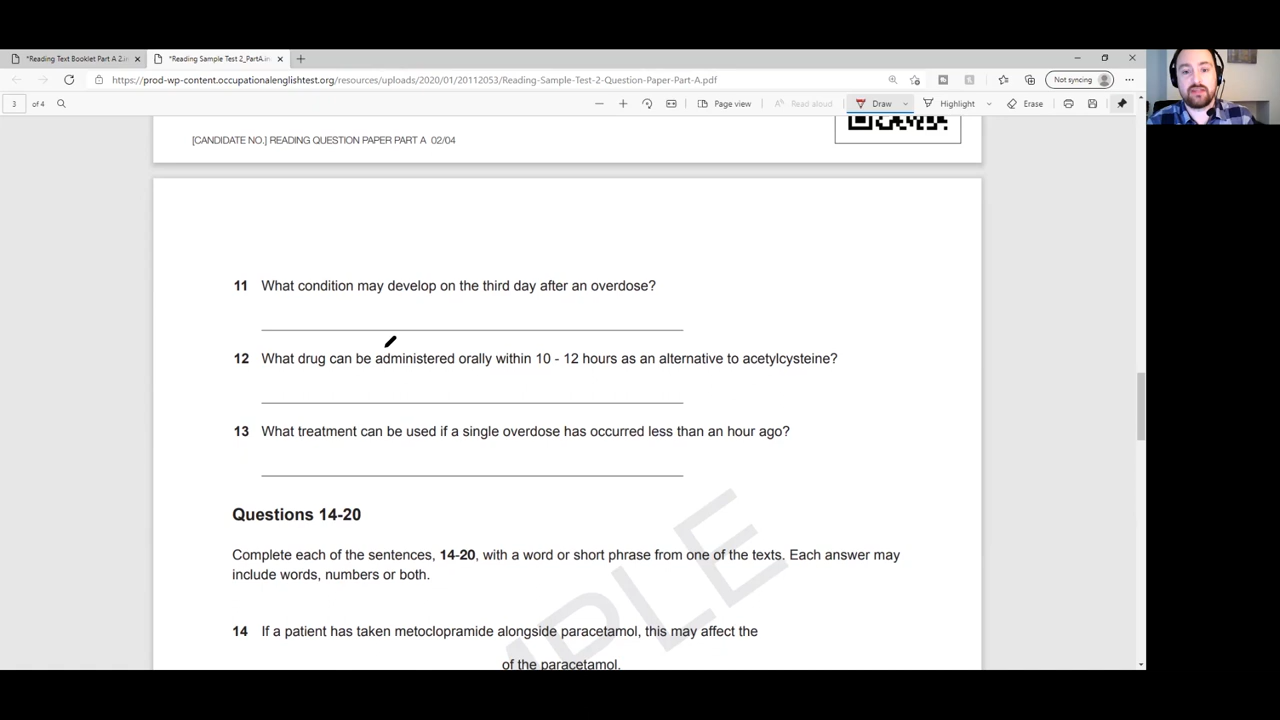 *Reading Text Booklet Part A 2.in
*Reading Sample Test 2_PartA.in
https://prod-wp-content.occupationalenglishtest.org/resources/uploads/2020/01/20112053/Reading-Sample-Test-2-Question-Paper-Part-A.pdf
Not syncing
3 of 4
Page view
Read aloud
Draw
Highlight
Erase
[CANDIDATE NO.] READING QUESTION PAPER PART A 02/04
11 What condition may develop on the third day after an overdose?
12 What drug can be administered orally within 10 - 12 hours as an alternative to acetylcysteine?
13 What treatment can be used if a single overdose has occurred less than an hour ago?
Questions 14-20
Complete each of the sentences, 14-20, with a word or short phrase from one of the texts. Each answer may
include words, numbers or both.
14 If a patient has taken metoclopramide alongside paracetamol, this may affect the
of the paracetamol.